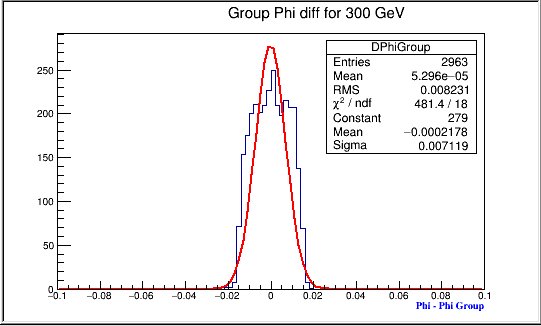 Group Phi diff for 300 GeV
DPhiGroup
Entries 2963
Mean 5.296e−05
RMS 0.008231
χ² / ndf 481.4 / 18
Constant 279
Mean −0.0002178
Sigma 0.007119
250
200
150
100
50
0
−0.1 −0.08 −0.06 −0.04 −0.02 0 0.02 0.04 0.06 0.08 0.1
Phi - Phi Group